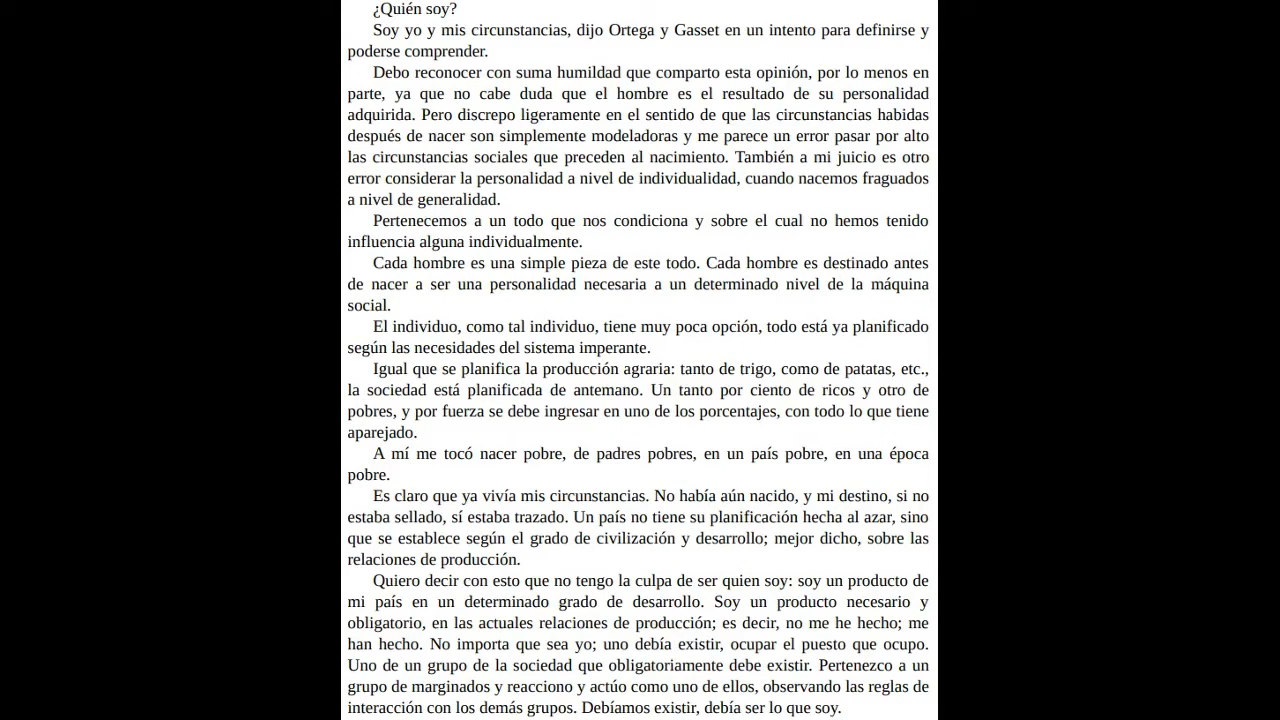 ¿Quién soy?
Soy yo y mis circunstancias, dijo Ortega y Gasset en un intento para definirse y
poderse comprender.
Debo reconocer con suma humildad que comparto esta opinión, por lo menos en
parte, ya que no cabe duda que el hombre es el resultado de su personalidad
adquirida. Pero discrepo ligeramente en el sentido de que las circunstancias habidas
después de nacer son simplemente modeladoras y me parece un error pasar por alto
las circunstancias sociales que preceden al nacimiento. También a mi juicio es otro
error considerar la personalidad a nivel de individualidad, cuando nacemos fraguados
a nivel de generalidad.
Pertenecemos a un todo que nos condiciona y sobre el cual no hemos tenido
influencia alguna individualmente.
Cada hombre es una simple pieza de este todo. Cada hombre es destinado antes
de nacer a ser una personalidad necesaria a un determinado nivel de la máquina
social.
El individuo, como tal individuo, tiene muy poca opción, todo está ya planificado
según las necesidades del sistema imperante.
Igual que se planifica la producción agraria: tanto de trigo, como de patatas, etc.,
la sociedad está planificada de antemano. Un tanto por ciento de ricos y otro de
pobres, y por fuerza se debe ingresar en uno de los porcentajes, con todo lo que tiene
aparejado.
A mí me tocó nacer pobre, de padres pobres, en un país pobre, en una época
pobre.
Es claro que ya vivía mis circunstancias. No había aún nacido, y mi destino, si no
estaba sellado, sí estaba trazado. Un país no tiene su planificación hecha al azar, sino
que se establece según el grado de civilización y desarrollo; mejor dicho, sobre las
relaciones de producción.
Quiero decir con esto que no tengo la culpa de ser quien soy: soy un producto de
mi país en un determinado grado de desarrollo. Soy un producto necesario y
obligatorio, en las actuales relaciones de producción; es decir, no me he hecho; me
han hecho. No importa que sea yo; uno debía existir, ocupar el puesto que ocupo.
Uno de un grupo de la sociedad que obligatoriamente debe existir. Pertenezco a un
grupo de marginados y reacciono y actúo como uno de ellos, observando las reglas de
interacción con los demás grupos. Debíamos existir, debía ser lo que soy.